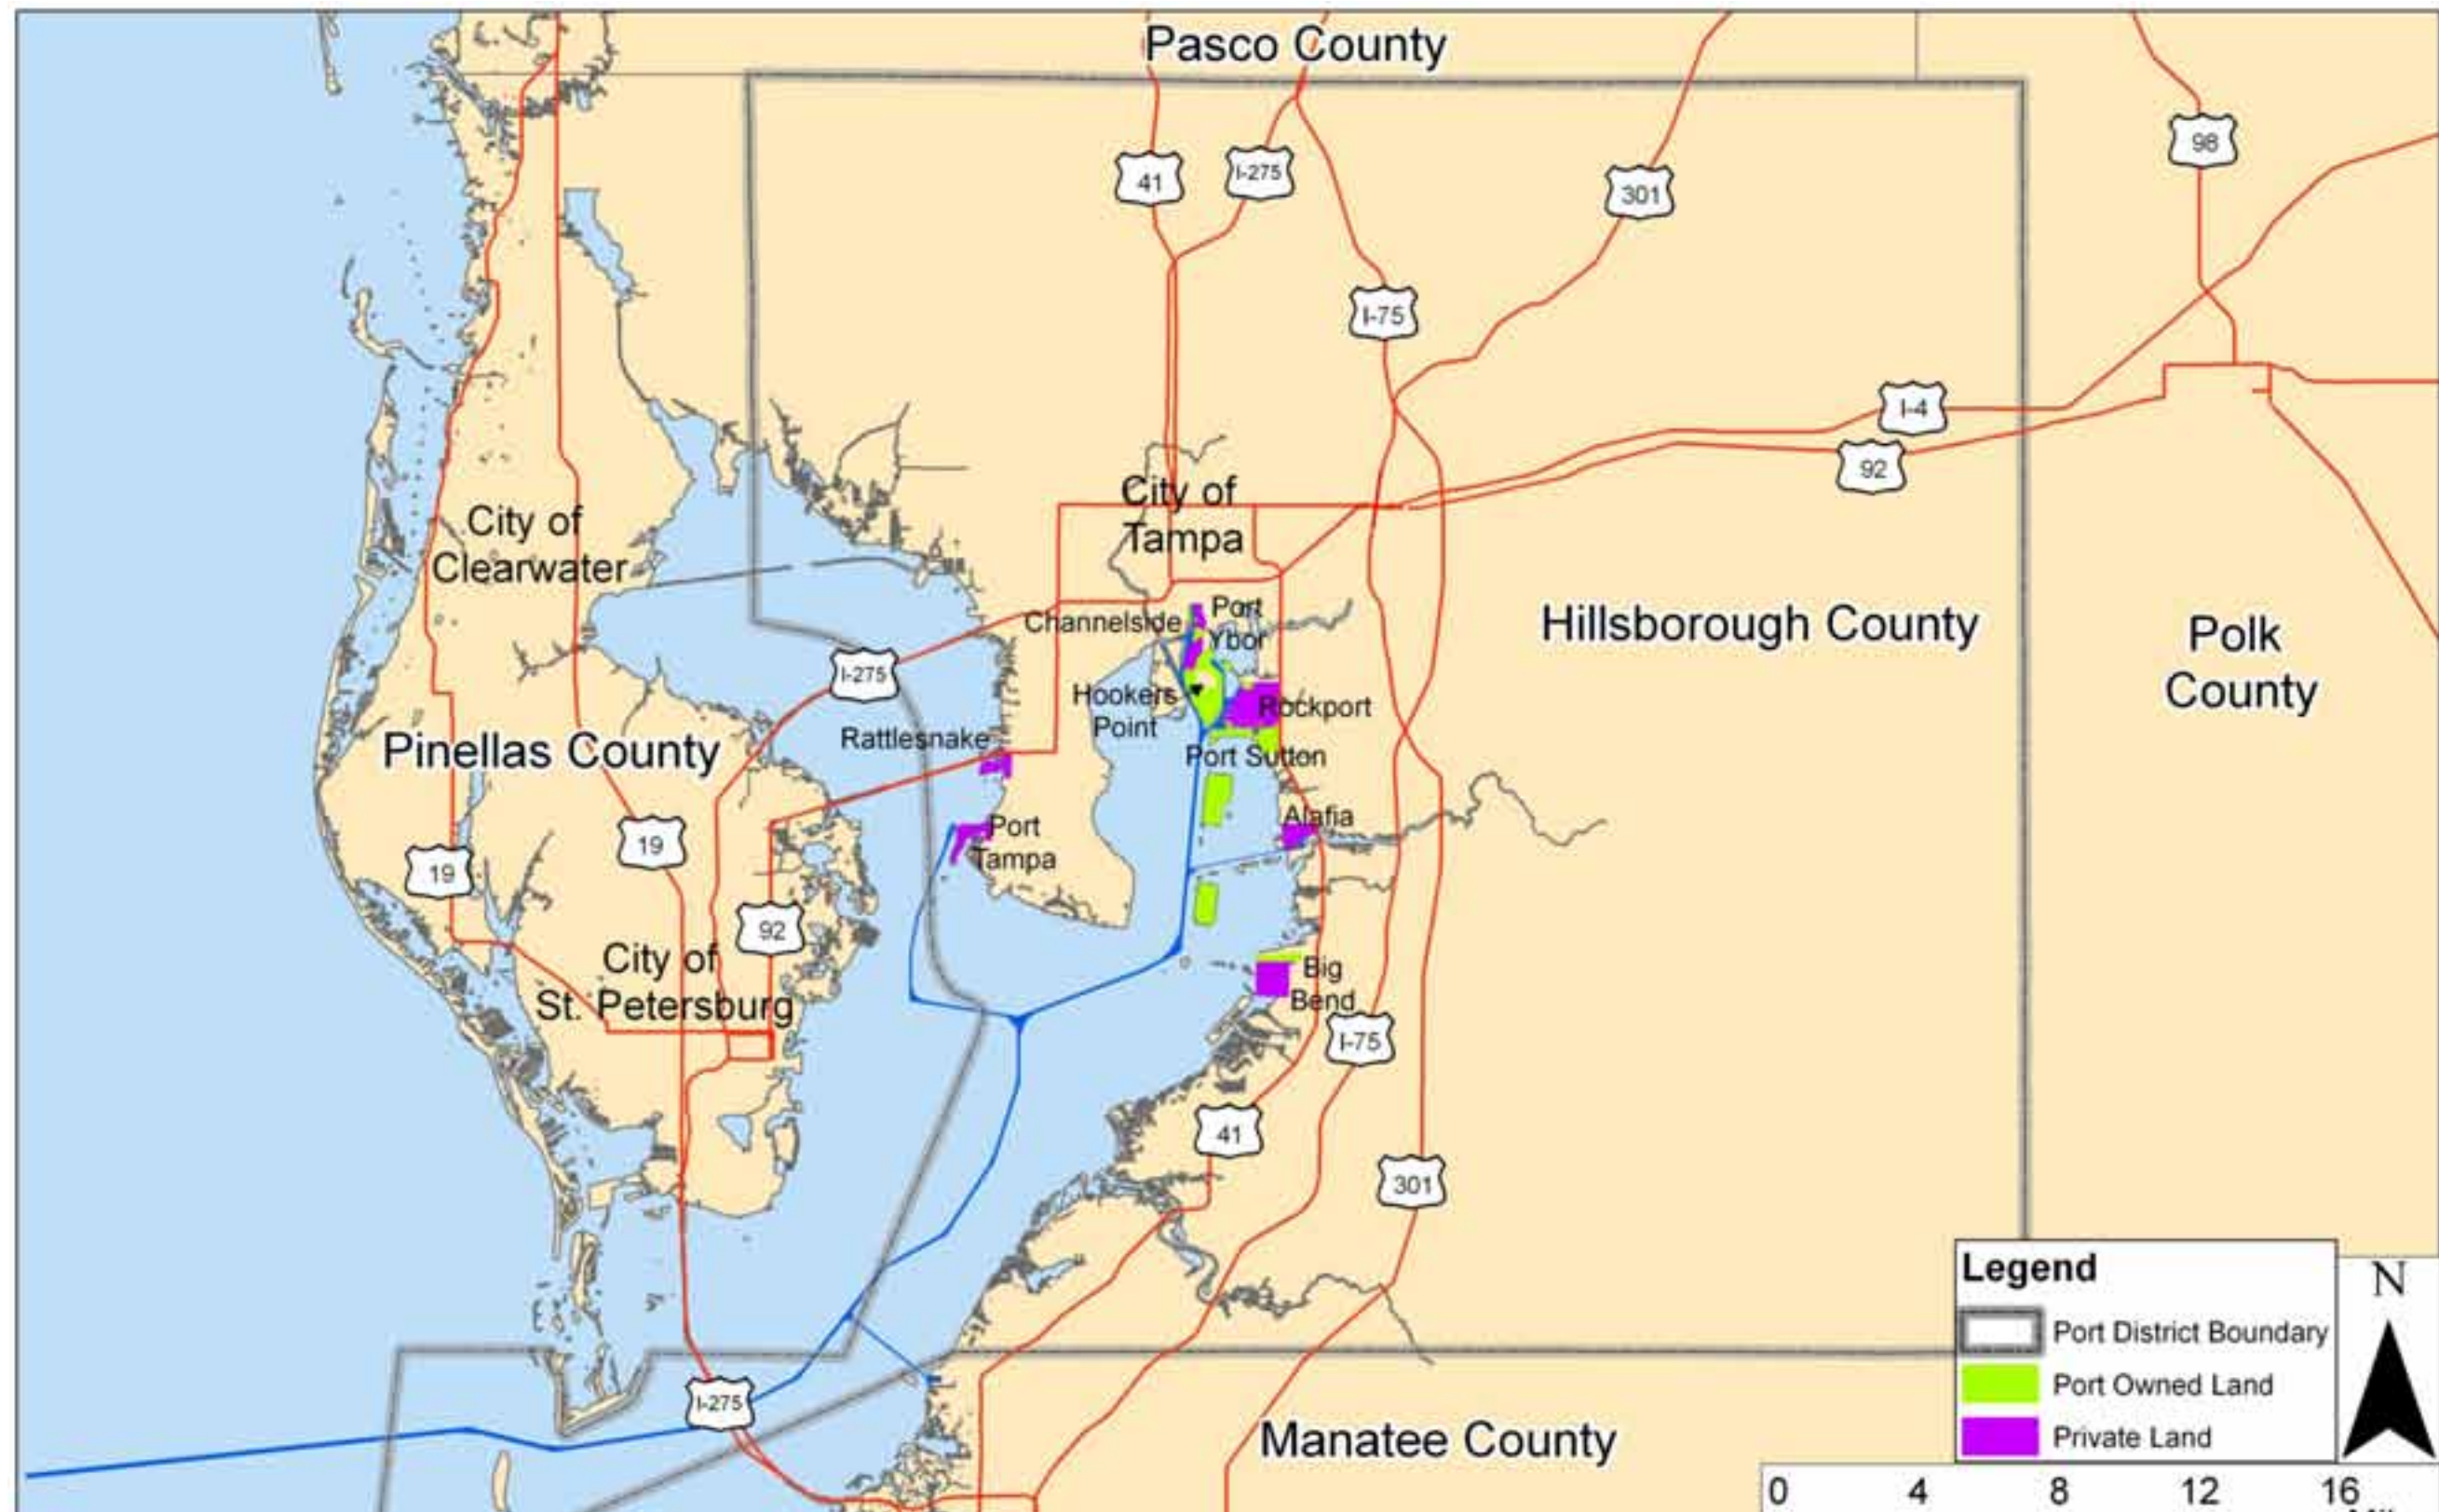 Pasco County
98
41
I-275
301
I-75
I-4
92
City of
Tampa
City of
Clearwater
Port
Ybor
Channelside
Hillsborough County
Polk
County
I-275
Hookers
Point
Rockport
Rattlesnake
Port Sutton
Pinellas County
Alafia
Port
Tampa
19
19
92
City of
St. Petersburg
Big
Bend
I-75
41
301
I-275
Manatee County
Legend
Port District Boundary
Port Owned Land
Private Land
N
0 4 8 12 16